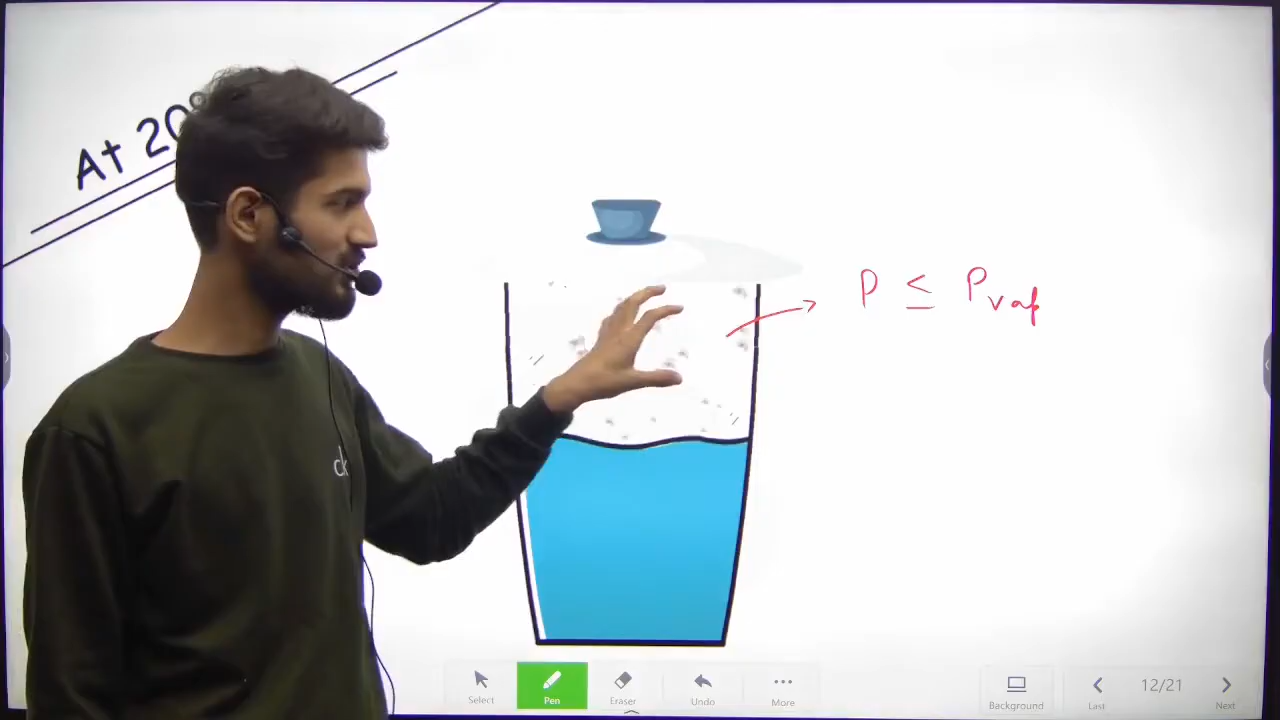 At 20
P ≤ Pvap
Select
Pen
Eraser
Undo
More
Background
Last
12/21
Next